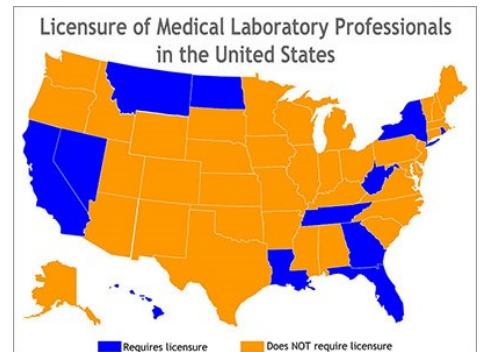 Licensure of Medical Laboratory Professionals
in the United States
Requires licensure
Does NOT require licensure